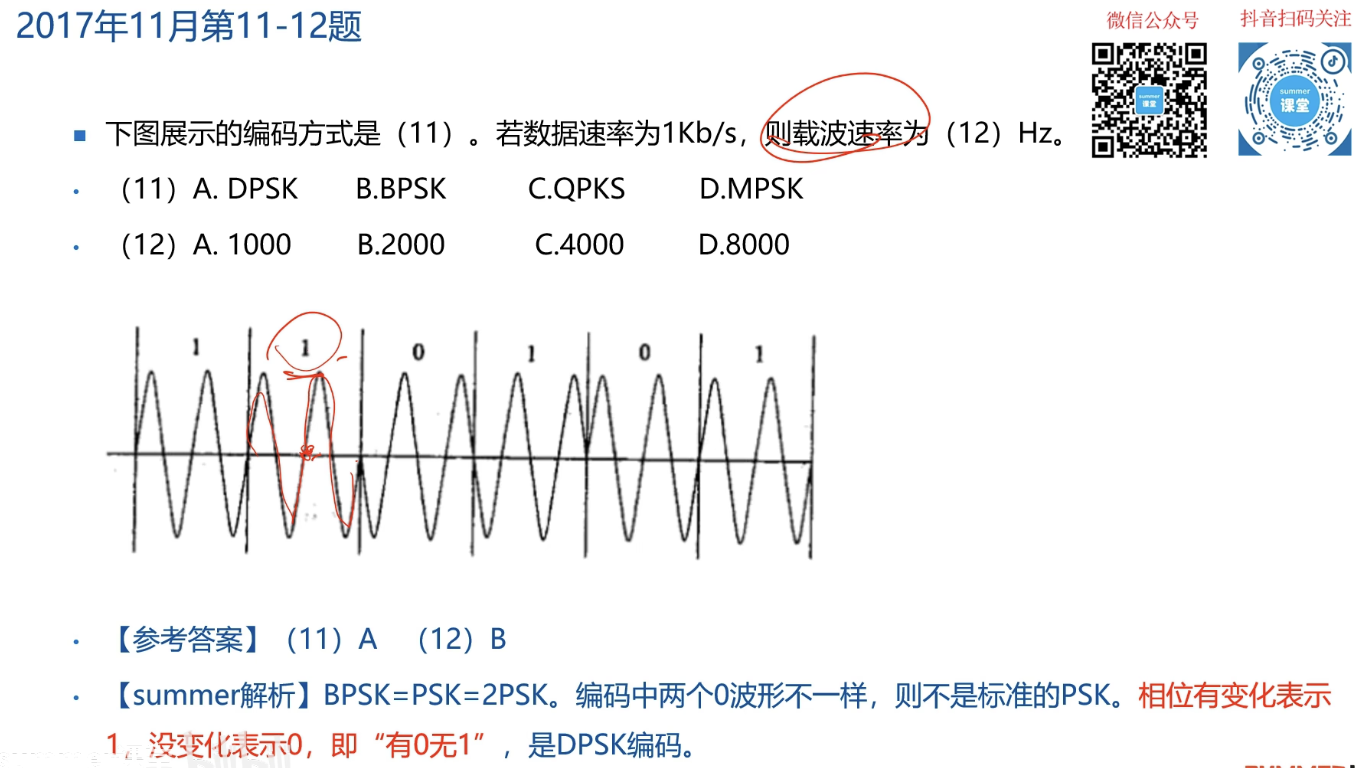 2017年11月第11-12题
微信公众号
抖音扫码关注
summer
课堂
summer
课堂
下图展示的编码方式是（11）。若数据速率为1Kb/s，则载波速率为（12）Hz。
（11）A. DPSK B.BPSK C.QPKS D.MPSK
（12）A. 1000 B.2000 C.4000 D.8000
1 1 0 1 0 1
【参考答案】（11）A （12）B
【summer解析】BPSK=PSK=2PSK。编码中两个0波形不一样，则不是标准的PSK。相位有变化表示
1，没变化表示0，即“有0无1”，是DPSK编码。